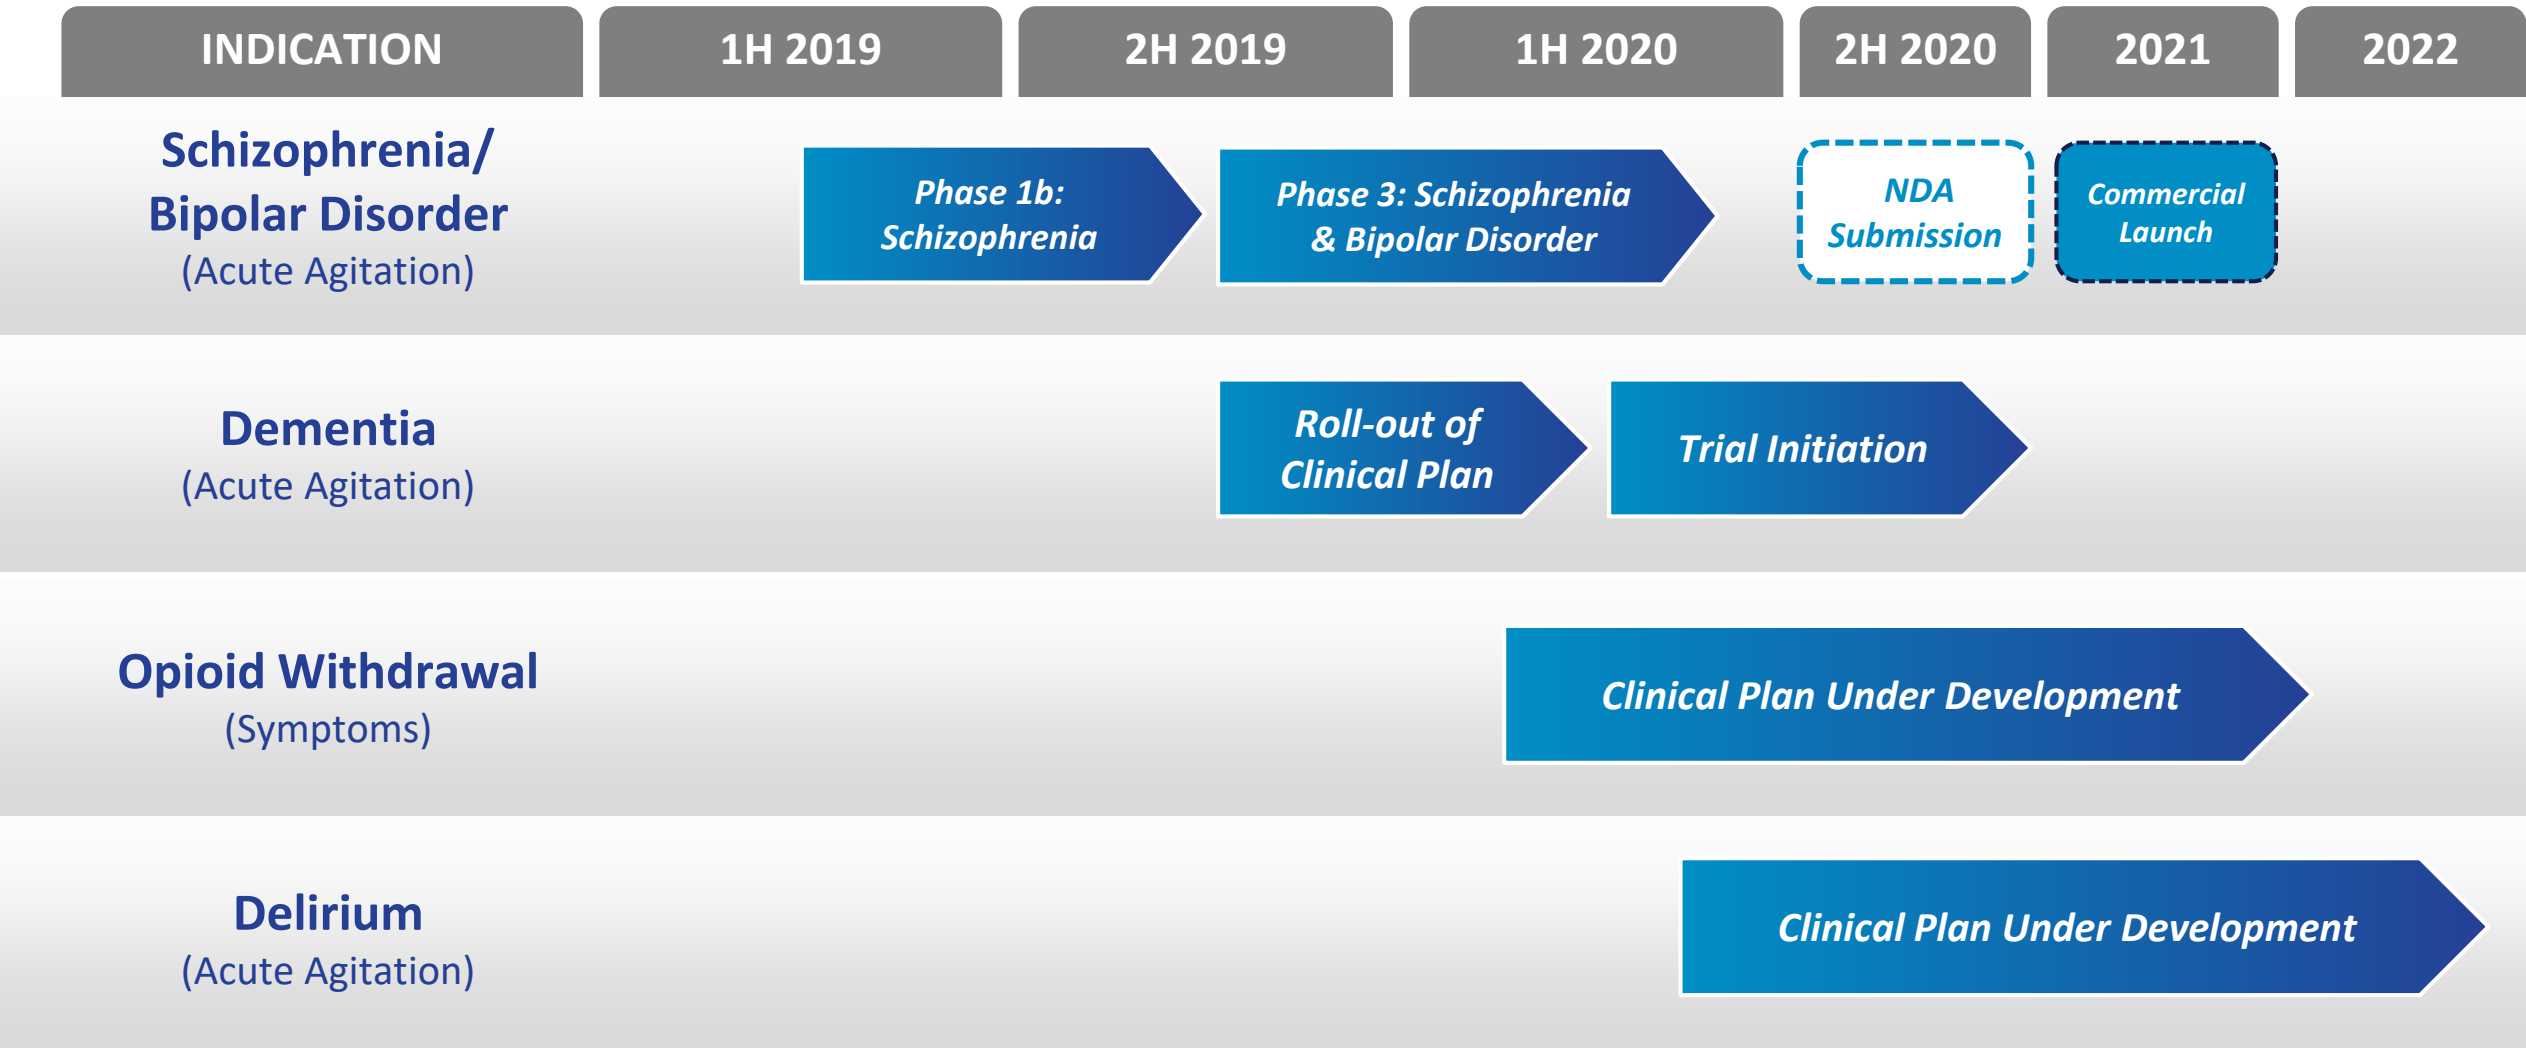 INDICATION
1H 2019
2H 2019
1H 2020
2H 2020
2021
2022
Schizophrenia/
Bipolar Disorder
(Acute Agitation)
Phase 1b:
Schizophrenia
Phase 3: Schizophrenia
& Bipolar Disorder
NDA
Submission
Commercial
Launch
Dementia
(Acute Agitation)
Roll-out of
Clinical Plan
Trial Initiation
Opioid Withdrawal
(Symptoms)
Clinical Plan Under Development
Delirium
(Acute Agitation)
Clinical Plan Under Development